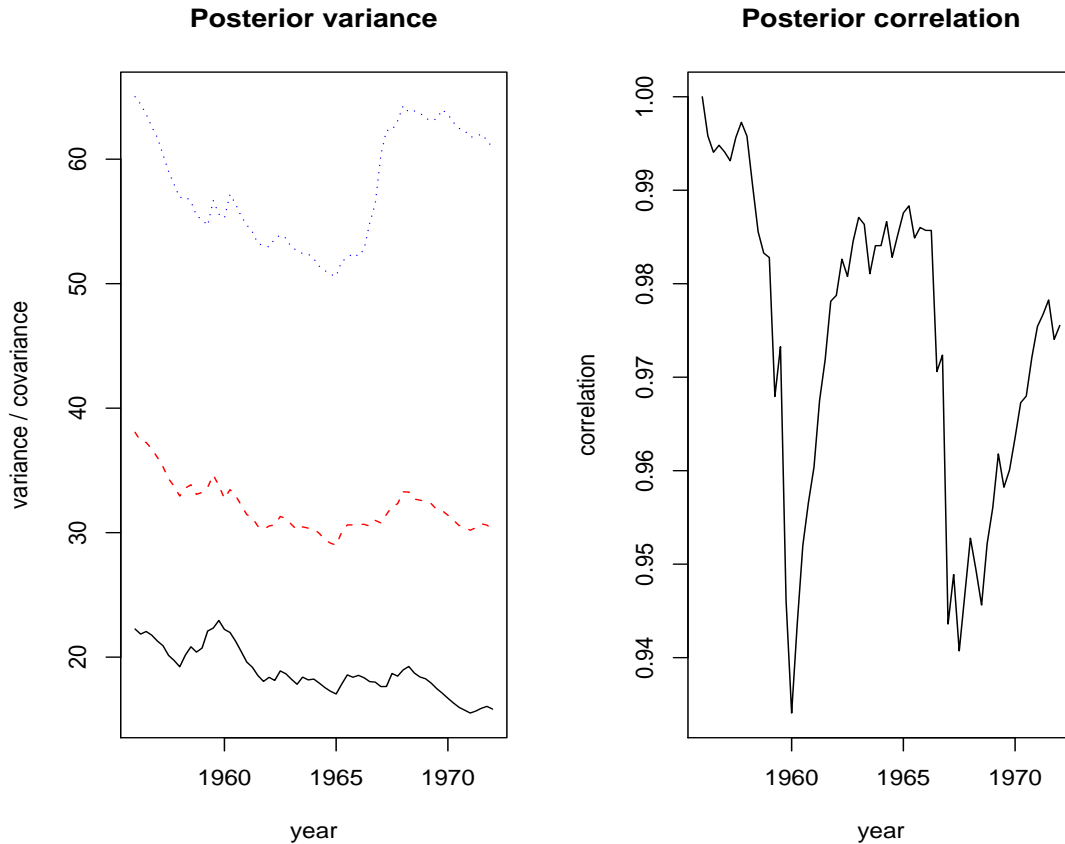 Posterior variance
variance / covariance
60
50
40
30
20
1960 1965 1970
year
Posterior correlation
correlation
1.00
0.99
0.98
0.97
0.96
0.95
0.94
1960 1965 1970
year